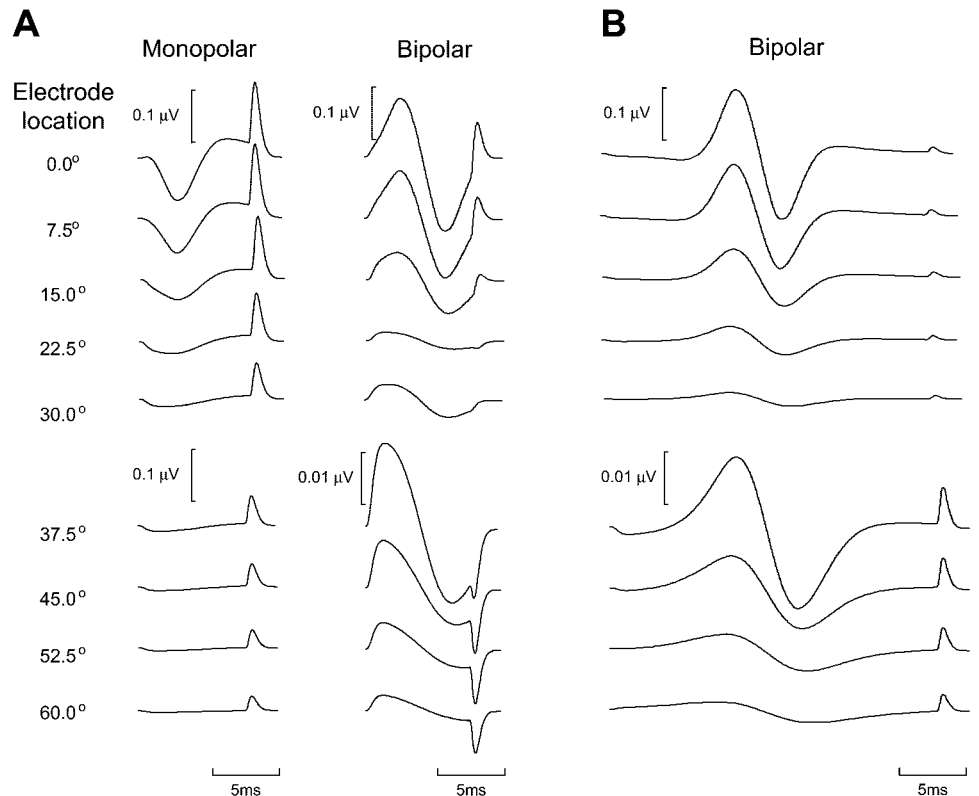 A
B
Monopolar
Bipolar
Bipolar
Electrode
location
0.1 µV
0.1 µV
0.1 µV
0.0°
7.5°
15.0°
22.5°
30.0°
0.1 µV
0.01 µV
0.01 µV
37.5°
45.0°
52.5°
60.0°
5ms
5ms
5ms